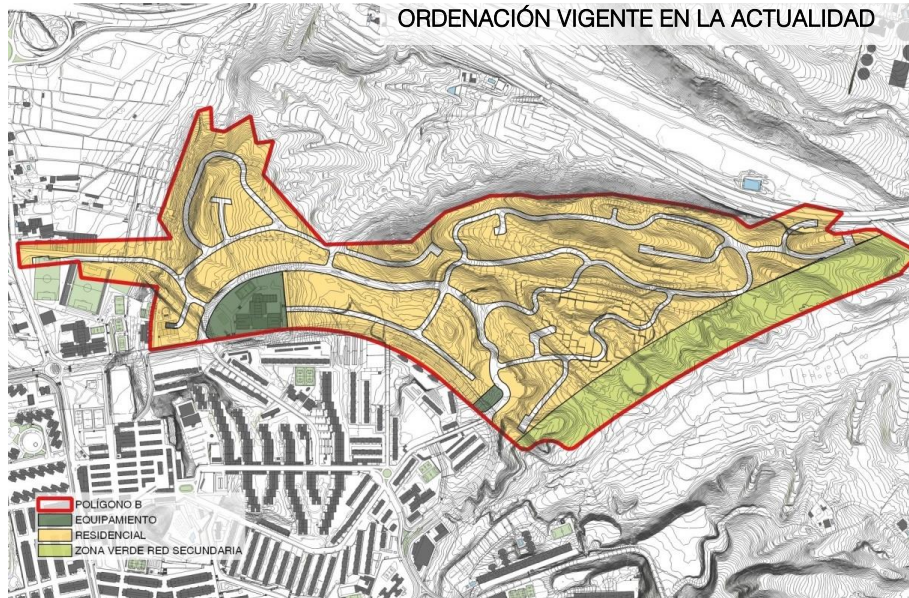 ORDENACIÓN VIGENTE EN LA ACTUALIDAD
POLÍGONO B
EQUIPAMIENTO
RESIDENCIAL
ZONA VERDE RED SECUNDARIA